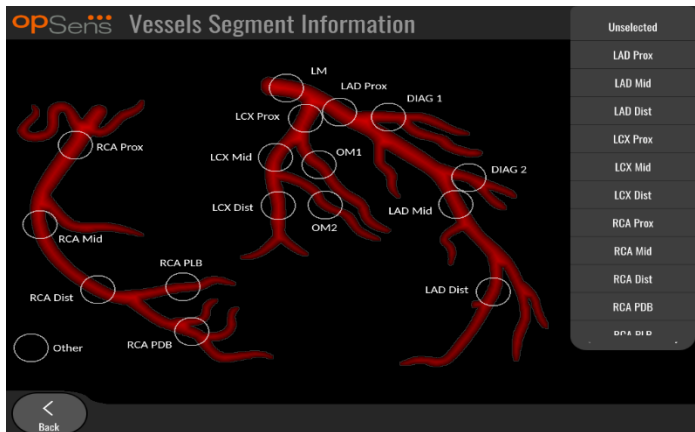 opSens Vessels Segment Information
LM
LAD Prox
DIAG 1
LCX Prox
RCA Prox
OM1
LCX Mid
DIAG 2
LCX Dist
LAD Mid
OM2
RCA Mid
RCA PLB
RCA Dist
LAD Dist
RCA PDB
Other
Back
Unselected
LAD Prox
LAD Mid
LAD Dist
LCX Prox
LCX Mid
LCX Dist
RCA Prox
RCA Mid
RCA Dist
RCA PDB
RCA PLB